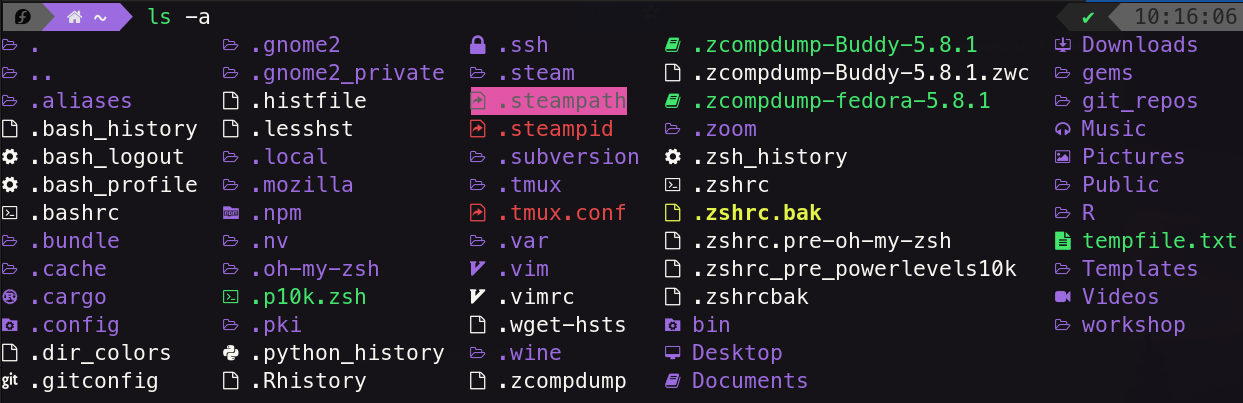 ~ ls -a ✔ 10:16:06
. .gnome2 .ssh .zcompdump-Buddy-5.8.1 Downloads
.. .gnome2_private .steam .zcompdump-Buddy-5.8.1.zwc gems
.aliases .histfile .steampath .zcompdump-fedora-5.8.1 git_repos
.bash_history .lesshst .steampid .zoom Music
.bash_logout .local .subversion .zsh_history Pictures
.bash_profile .mozilla .tmux .zshrc Public
.bashrc .npm .tmux.conf .zshrc.bak R
.bundle .nv .var .zshrc.pre-oh-my-zsh tempfile.txt
.cache .oh-my-zsh .vim .zshrc_pre_powerlevels10k Templates
.cargo .p10k.zsh .vimrc .zshrcbak Videos
.config .pki .wget-hsts bin workshop
.dir_colors .python_history .wine Desktop
git .gitconfig .Rhistory .zcompdump Documents